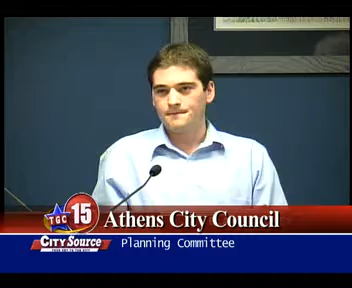 TGC
15
Athens City Council
CITY SOURCE
Planning Committee